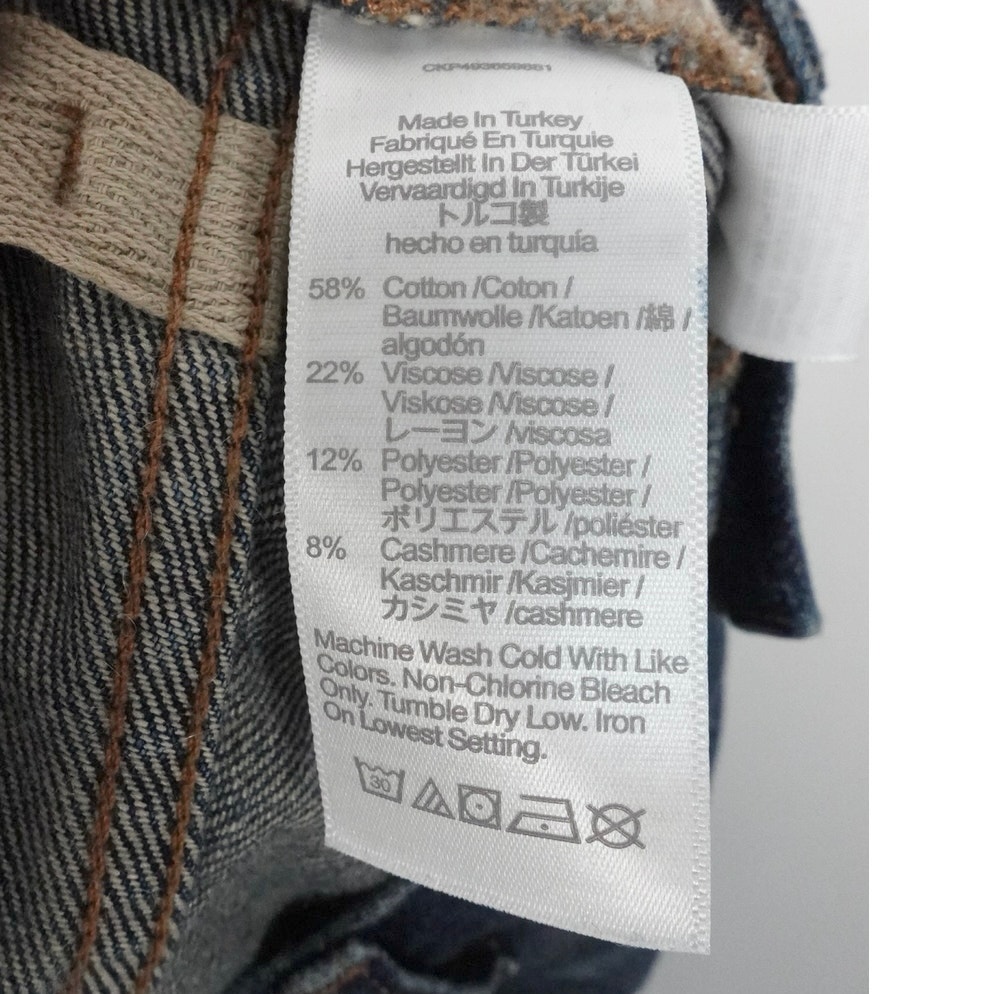 CKP493659661
Made In Turkey
Fabriqué En Turquie
Hergestellt In Der Türkei
Vervaardigd In Turkije
トルコ製
hecho en turquía
58% Cotton /Coton /
Baumwolle /Katoen /綿 /
algodón
22% Viscose /Viscose /
Viskose /Viscose /
レーヨン /viscosa
12% Polyester /Polyester /
Polyester /Polyester /
ポリエステル /poliéster
8% Cashmere /Cachemire /
Kaschmir /Kasjmier /
カシミヤ /cashmere
Machine Wash Cold With Like
Colors. Non-Chlorine Bleach
Only. Tumble Dry Low. Iron
On Lowest Setting.
30